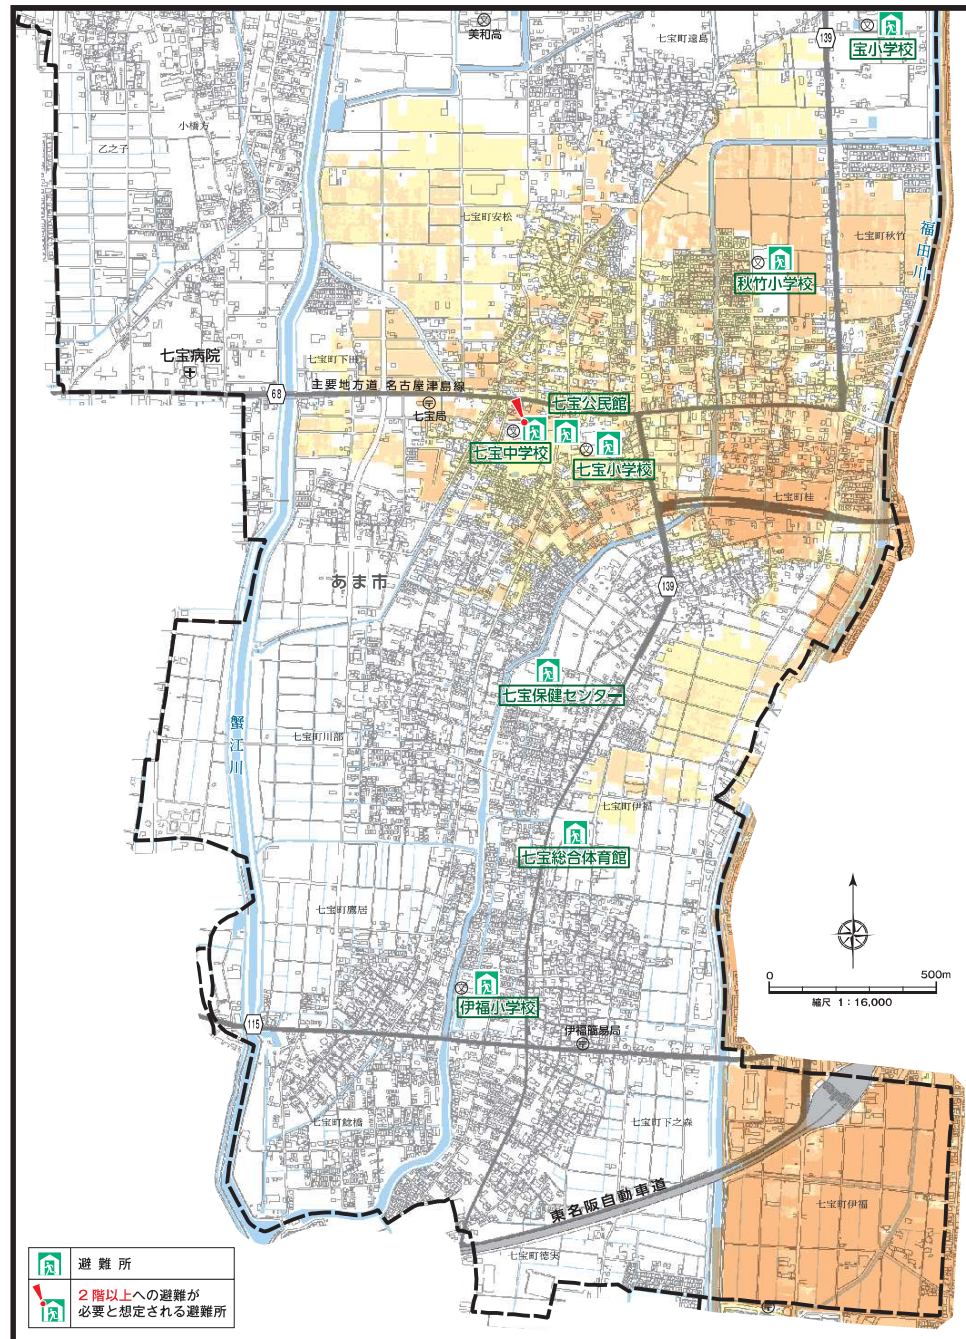 美和高
七宝町遠島
139
宝小学校
小橋方
乙之子
七宝町安松
七宝町秋竹
福田川
秋竹小学校
七宝病院
七宝町下田
主要地方道 名古屋津島線
68
七宝局
七宝公民館
七宝中学校
七宝小学校
七宝町桂
あま市
139
七宝保健センター
蟹江川
七宝町川部
七宝町伊福
七宝総合体育館
七宝町鷹居
0 500m
縮尺 1:16,000
伊福小学校
115
伊福簡易局
七宝町鯰橋
七宝町下之森
東名阪自動車道
七宝町伊福
七宝町徳実
避難所
2階以上への避難が
必要と想定される避難所